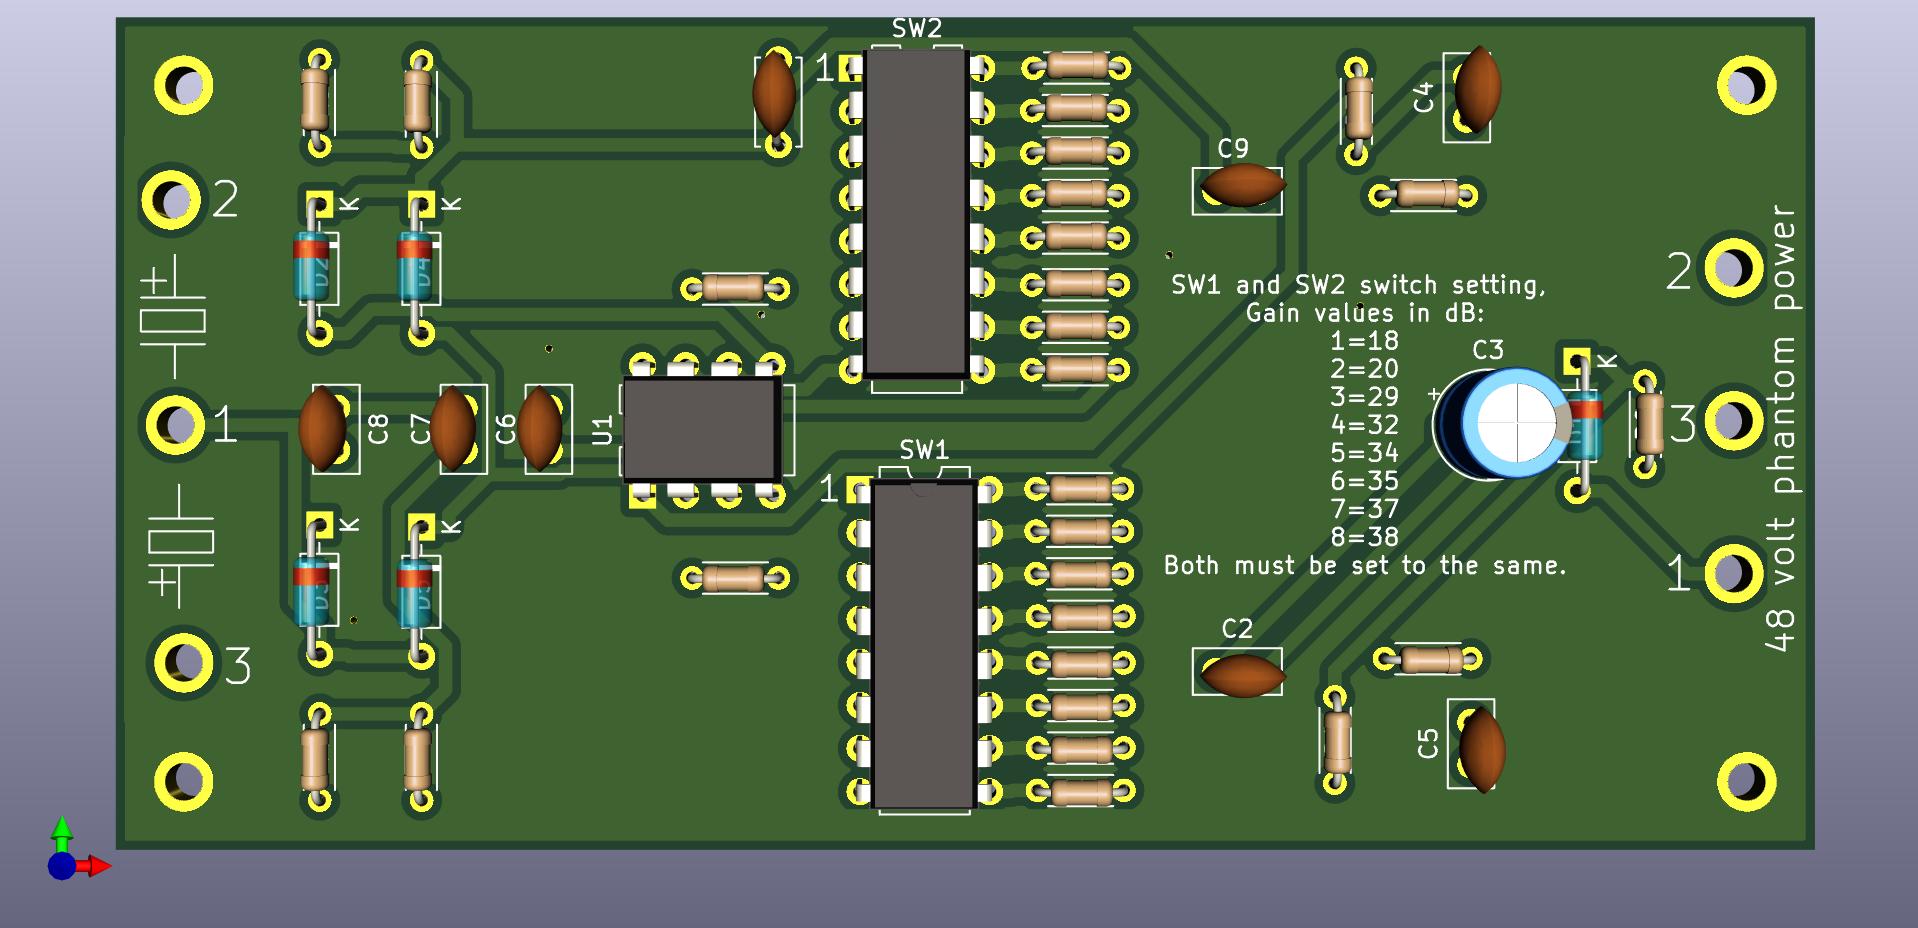 SW2
1
C4
C9
2
K
K
D2
D4
2
SW1 and SW2 switch setting,
Gain values in dB:
1=18
2=20
3=29
4=32
5=34
6=35
7=37
8=38
Both must be set to the same.
C3
+
K
48 volt phantom power
1
C8
C7
C6
U1
SW1
1
3
K
K
1
C2
3
C5